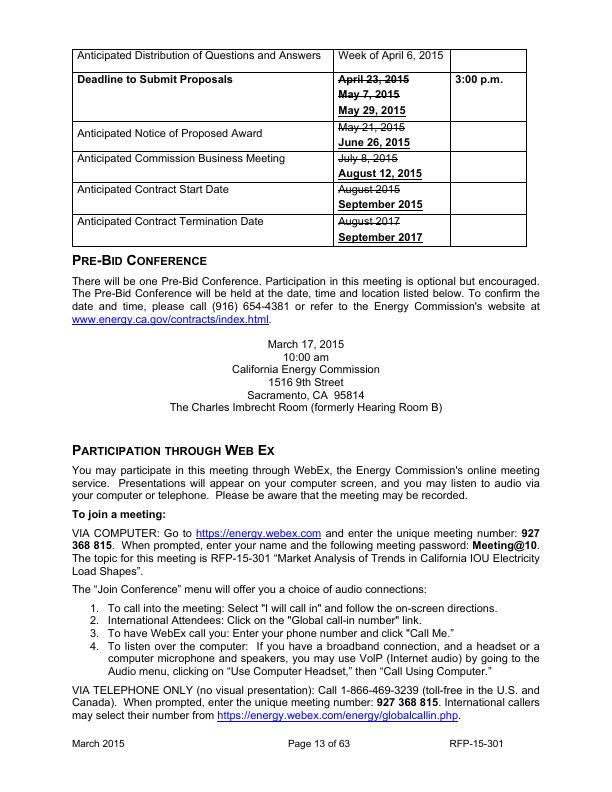 Anticipated Distribution of Questions and Answers Week of April 6, 2015
Deadline to Submit Proposals April 23, 2015 3:00 p.m.
May 7, 2015
May 29, 2015
Anticipated Notice of Proposed Award May 21, 2015
June 26, 2015
Anticipated Commission Business Meeting July 8, 2015
August 12, 2015
Anticipated Contract Start Date August 2015
September 2015
Anticipated Contract Termination Date August 2017
September 2017
PRE-BID CONFERENCE
There will be one Pre-Bid Conference. Participation in this meeting is optional but encouraged.
The Pre-Bid Conference will be held at the date, time and location listed below. To confirm the
date and time, please call (916) 654-4381 or refer to the Energy Commission's website at
www.energy.ca.gov/contracts/index.html.
March 17, 2015
10:00 am
California Energy Commission
1516 9th Street
Sacramento, CA 95814
The Charles Imbrecht Room (formerly Hearing Room B)
PARTICIPATION THROUGH WEB EX
You may participate in this meeting through WebEx, the Energy Commission's online meeting
service. Presentations will appear on your computer screen, and you may listen to audio via
your computer or telephone. Please be aware that the meeting may be recorded.
To join a meeting:
VIA COMPUTER: Go to https://energy.webex.com and enter the unique meeting number: 927
368 815. When prompted, enter your name and the following meeting password: Meeting@10.
The topic for this meeting is RFP-15-301 “Market Analysis of Trends in California IOU Electricity
Load Shapes”.
The “Join Conference” menu will offer you a choice of audio connections:
1. To call into the meeting: Select "I will call in" and follow the on-screen directions.
2. International Attendees: Click on the "Global call-in number" link.
3. To have WebEx call you: Enter your phone number and click "Call Me.”
4. To listen over the computer: If you have a broadband connection, and a headset or a
computer microphone and speakers, you may use VoIP (Internet audio) by going to the
Audio menu, clicking on “Use Computer Headset,” then “Call Using Computer.”
VIA TELEPHONE ONLY (no visual presentation): Call 1-866-469-3239 (toll-free in the U.S. and
Canada). When prompted, enter the unique meeting number: 927 368 815. International callers
may select their number from https://energy.webex.com/energy/globalcallin.php.
March 2015 Page 13 of 63 RFP-15-301